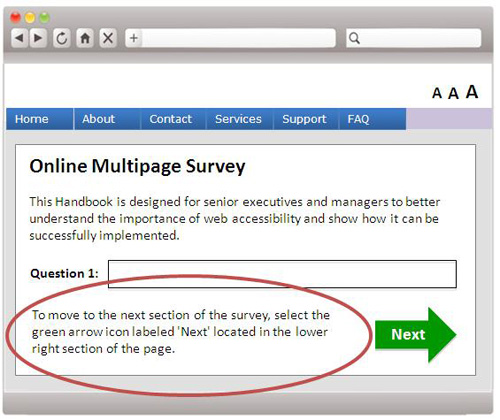 A A A
Home About Contact Services Support FAQ
Online Multipage Survey
This Handbook is designed for senior executives and managers to better
understand the importance of web accessibility and show how it can be
successfully implemented.
Question 1:
To move to the next section of the survey, select the
green arrow icon labeled 'Next' located in the lower
right section of the page.
Next